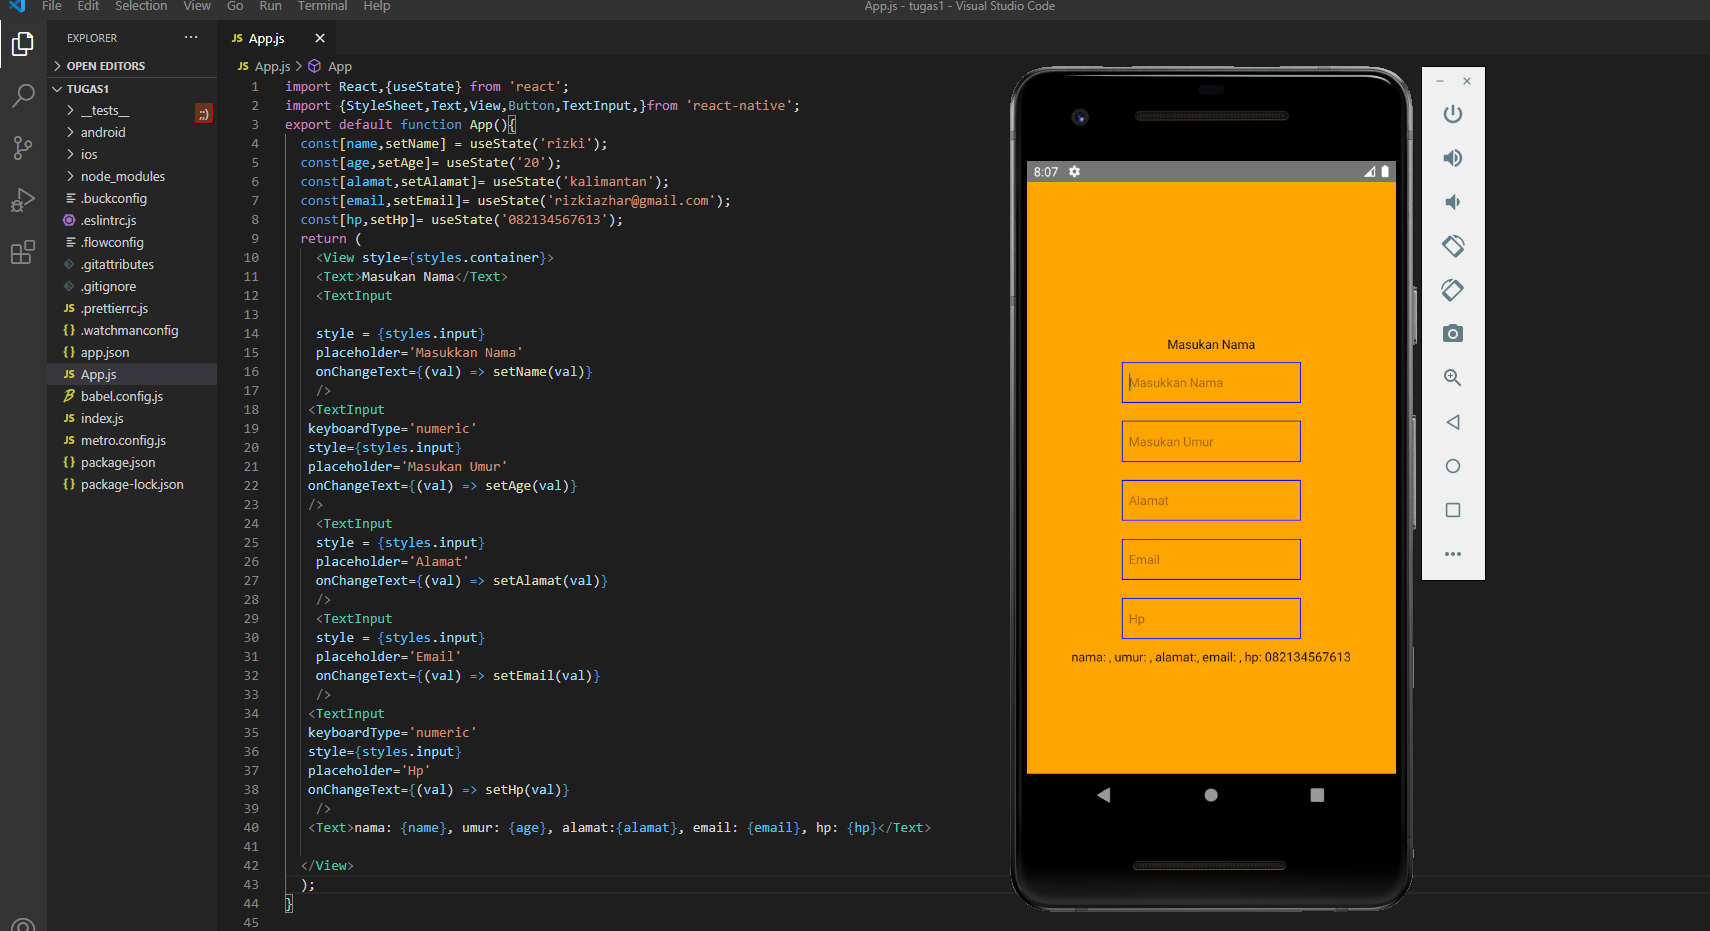 File Edit Selection View Go Run Terminal Help
App.js - tugas1 - Visual Studio Code
EXPLORER ···
OPEN EDITORS
TUGAS1
__tests__
;;)
android
ios
node_modules
.buckconfig
.eslintrc.js
.flowconfig
.gitattributes
.gitignore
JS .prettierrc.js
{} .watchmanconfig
{} app.json
JS App.js
babel.config.js
JS index.js
JS metro.config.js
{} package.json
{} package-lock.json
JS App.js
JS App.js > App
1 import React,{useState} from 'react';
2 import {StyleSheet,Text,View,Button,TextInput,}from 'react-native';
3 export default function App(){
4 const[name,setName] = useState('rizki');
5 const[age,setAge]= useState('20');
6 const[alamat,setAlamat]= useState('kalimantan');
7 const[email,setEmail]= useState('rizkiazhar@gmail.com');
8 const[hp,setHp]= useState('082134567613');
9 return (
10 <View style={styles.container}>
11 <Text>Masukan Nama</Text>
12 <TextInput
13
14 style = {styles.input}
15 placeholder='Masukkan Nama'
16 onChangeText={(val) => setName(val)}
17 />
18 <TextInput
19 keyboardType='numeric'
20 style={styles.input}
21 placeholder='Masukan Umur'
22 onChangeText={(val) => setAge(val)}
23 />
24 <TextInput
25 style = {styles.input}
26 placeholder='Alamat'
27 onChangeText={(val) => setAlamat(val)}
28 />
29 <TextInput
30 style = {styles.input}
31 placeholder='Email'
32 onChangeText={(val) => setEmail(val)}
33 />
34 <TextInput
35 keyboardType='numeric'
36 style={styles.input}
37 placeholder='Hp'
38 onChangeText={(val) => setHp(val)}
39 />
40 <Text>nama: {name}, umur: {age}, alamat:{alamat}, email: {email}, hp: {hp}</Text>
41
42 </View>
43 );
44 }
45
8:07
Masukan Nama
Masukkan Nama
Masukan Umur
Alamat
Email
Hp
nama: , umur: , alamat:, email: , hp: 082134567613